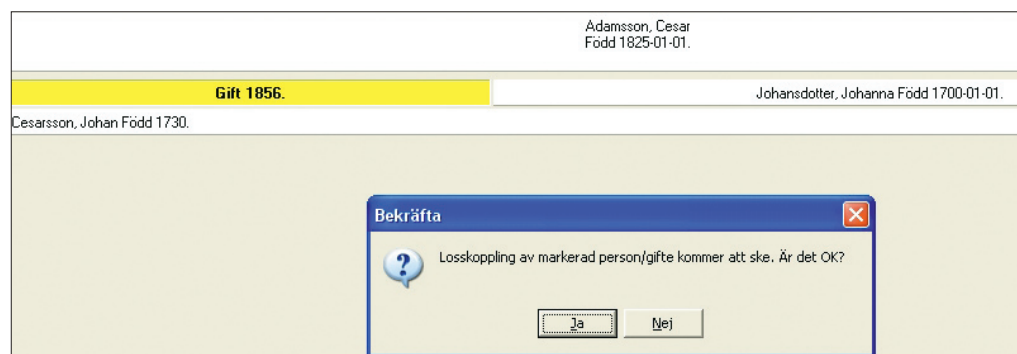 Adamsson, Cesar
Född 1825-01-01.
Gift 1856.
Johansdotter, Johanna Född 1700-01-01.
Cesarsson, Johan Född 1730.
Bekräfta
Losskoppling av markerad person/gifte kommer att ske. Är det OK?
Ja
Nej